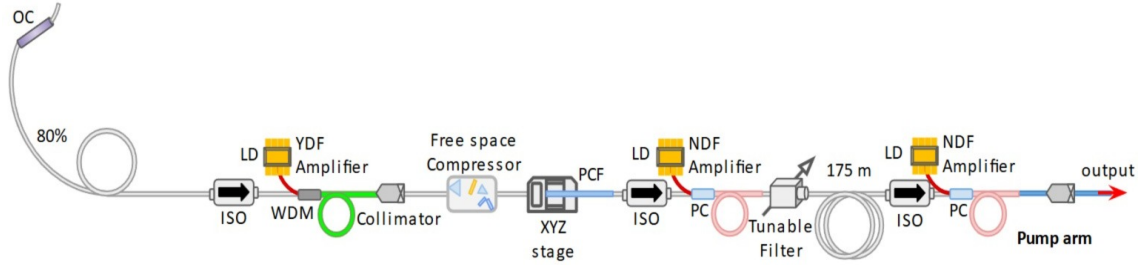 OC
80%
ISO
LD
YDF
Amplifier
WDM
Collimator
Free space
Compressor
XYZ
stage
PCF
ISO
LD
NDF
Amplifier
PC
Tunable
Filter
175 m
ISO
LD
NDF
Amplifier
PC
output
Pump arm